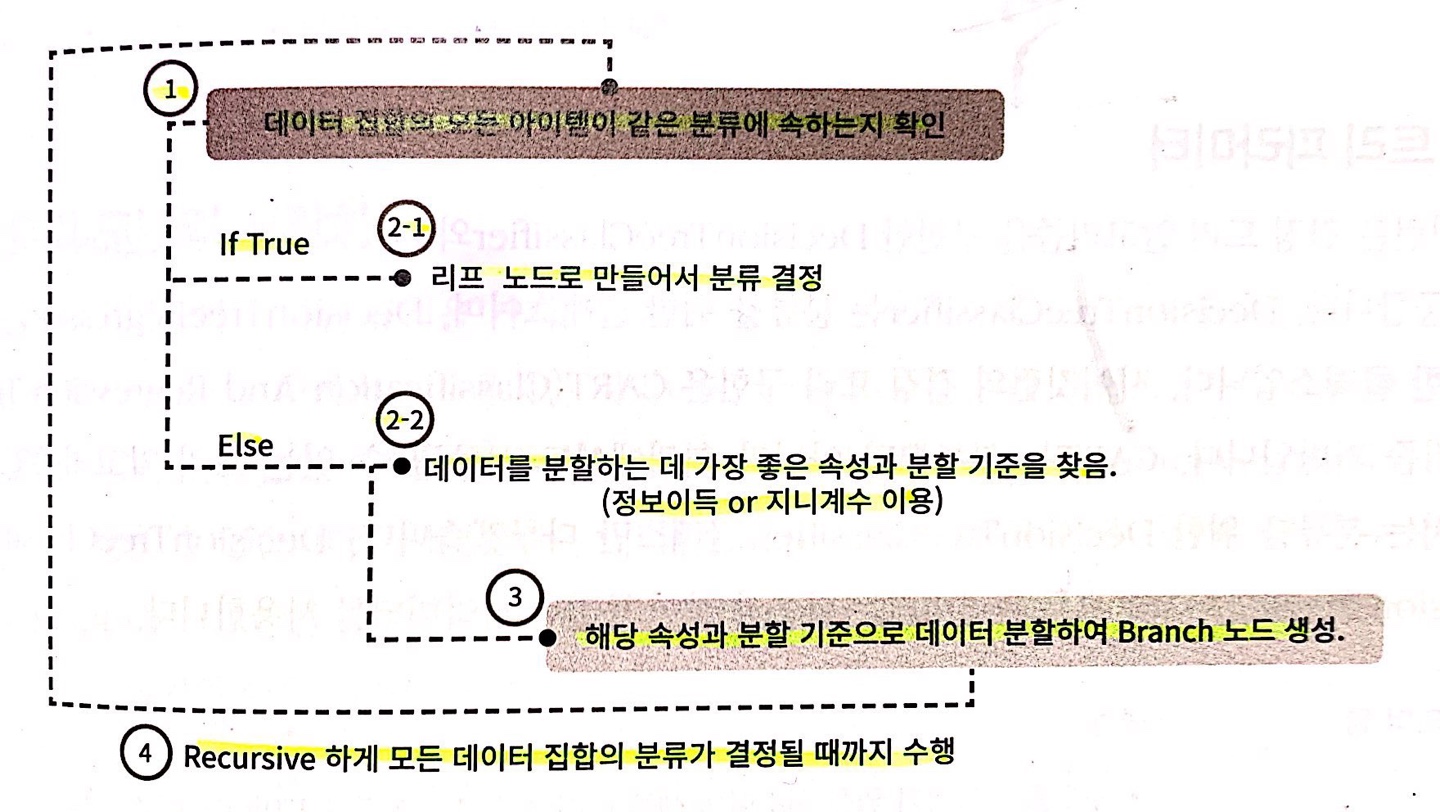 1
데이터 집합의 모든 아이템이 같은 분류에 속하는지 확인
If True
2-1
리프 노드로 만들어서 분류 결정
Else
2-2
데이터를 분할하는 데 가장 좋은 속성과 분할 기준을 찾음.
(정보이득 or 지니계수 이용)
3
해당 속성과 분할 기준으로 데이터 분할하여 Branch 노드 생성.
4
Recursive 하게 모든 데이터 집합의 분류가 결정될 때까지 수행